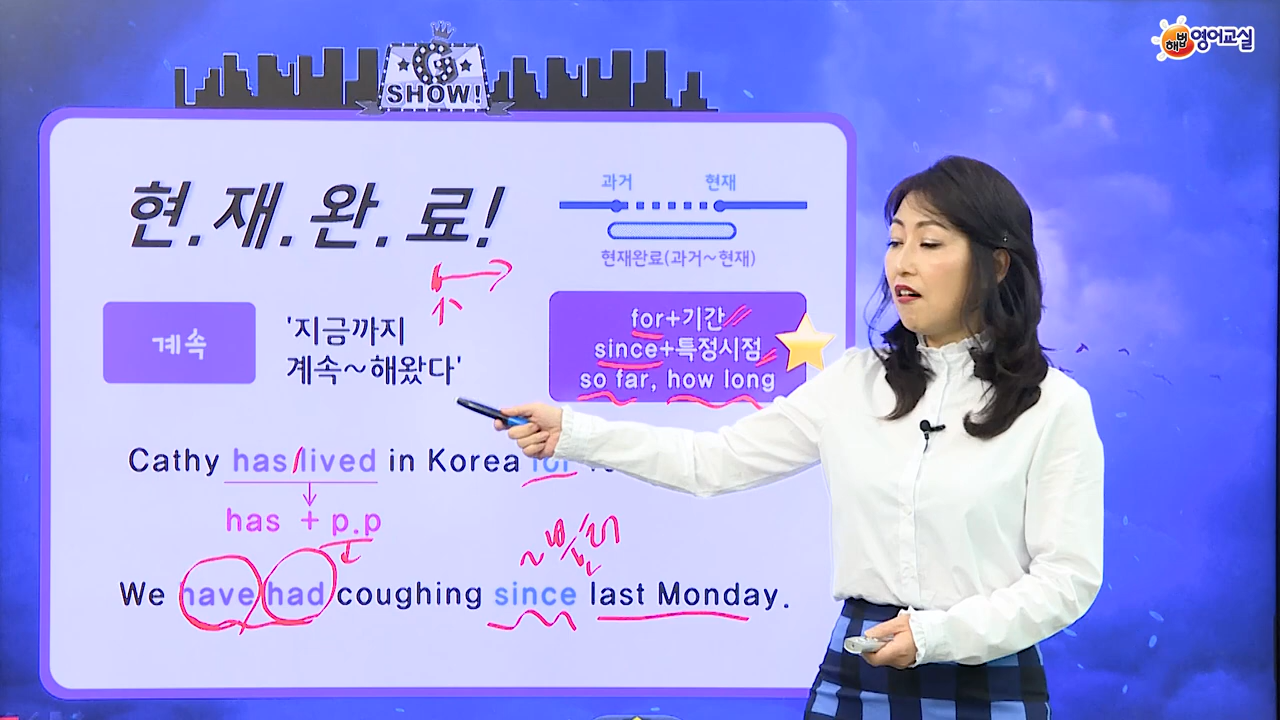 해법영어교실
G
SHOW!
현.재.완.료!
과거 현재
현재완료(과거~현재)
계속
'지금까지
계속~해왔다'
for+기간
since+특정시점
so far, how long
Cathy has lived in Korea for
has + p.p
~부터
We have had coughing since last Monday.